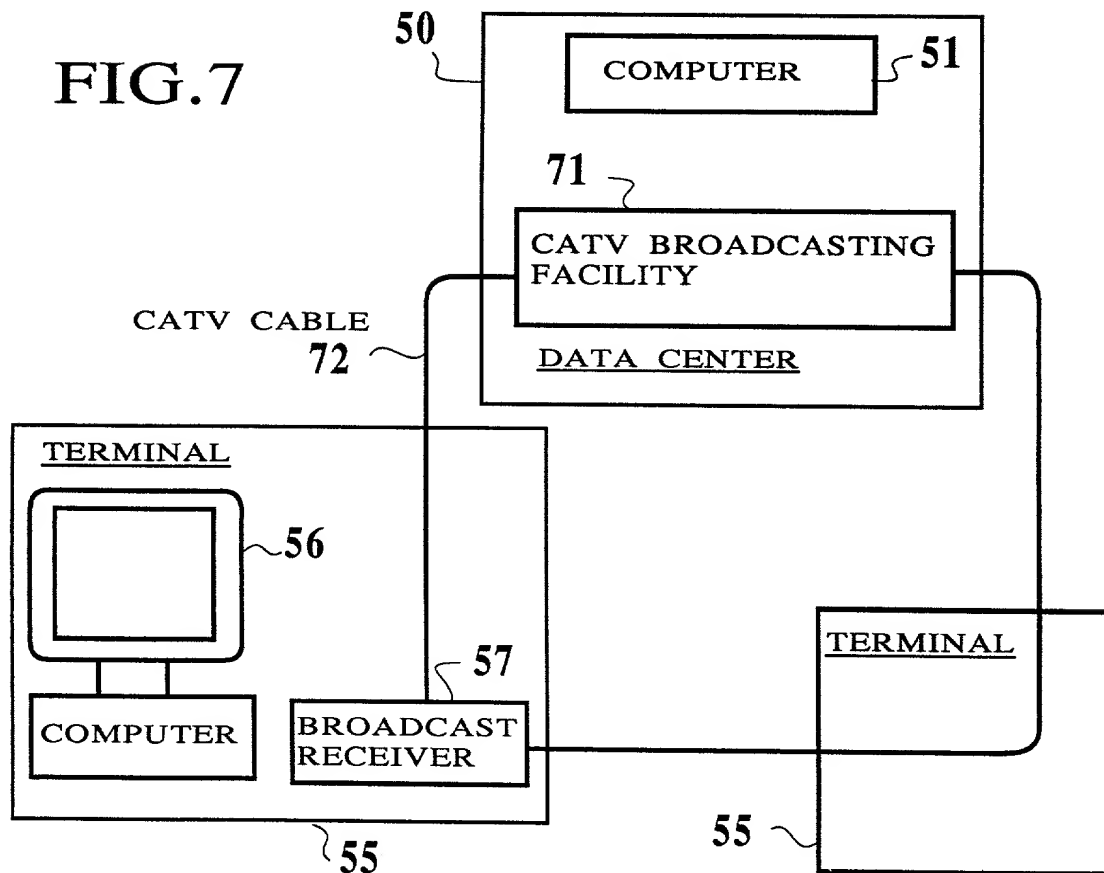 FIG.7
50
COMPUTER
51
71
CATV BROADCASTING
FACILITY
CATV CABLE
72
DATA CENTER
TERMINAL
56
57
COMPUTER
BROADCAST
RECEIVER
55
TERMINAL
55